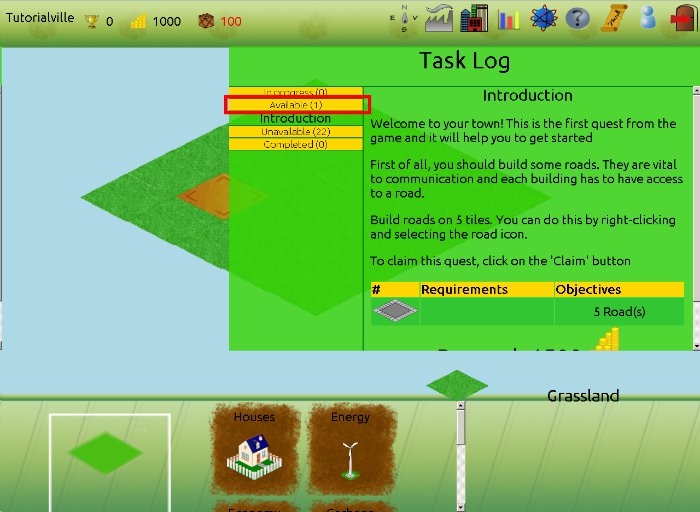 Tutorialville 0 1000 100
N
E W
S
Task Log
In progress (0)
Available (1)
Introduction
Unavailable (22)
Completed (0)
Introduction
Welcome to your town! This is the first quest from the
game and it will help you to get started
First of all, you should build some roads. They are vital
to communication and each building has to have access
to a road.
Build roads on 5 tiles. You can do this by right-clicking
and selecting the road icon.
To claim this quest, click on the 'Claim' button
# Requirements Objectives
5 Road(s)
Grassland
Houses
Energy